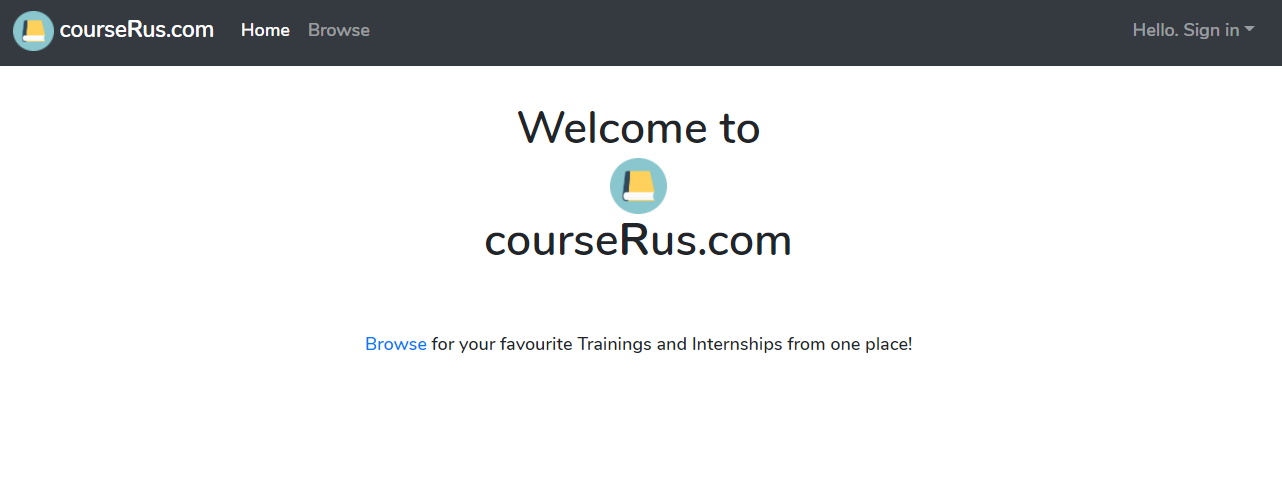 courseRus.com Home Browse Hello. Sign in
Welcome to
courseRus.com
Browse for your favourite Trainings and Internships from one place!